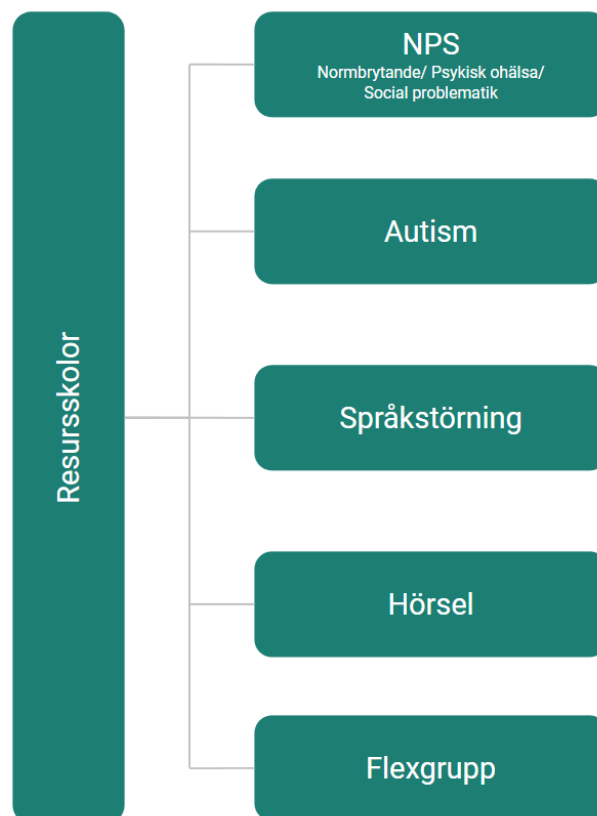 Resursskolor
NPS
Normbrytande/ Psykisk ohälsa/
Social problematik
Autism
Språkstörning
Hörsel
Flexgrupp